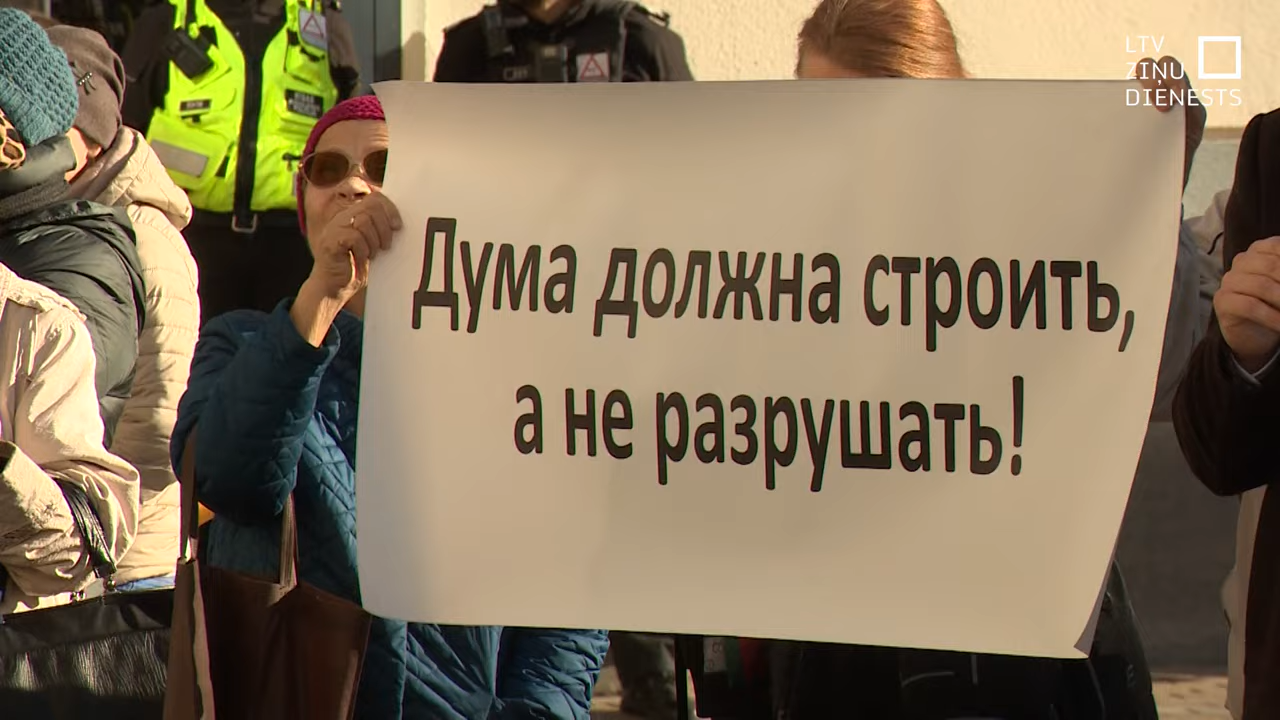 LTV
ZIŅU
DIENESTS
Дума должна строить,
а не разрушать!